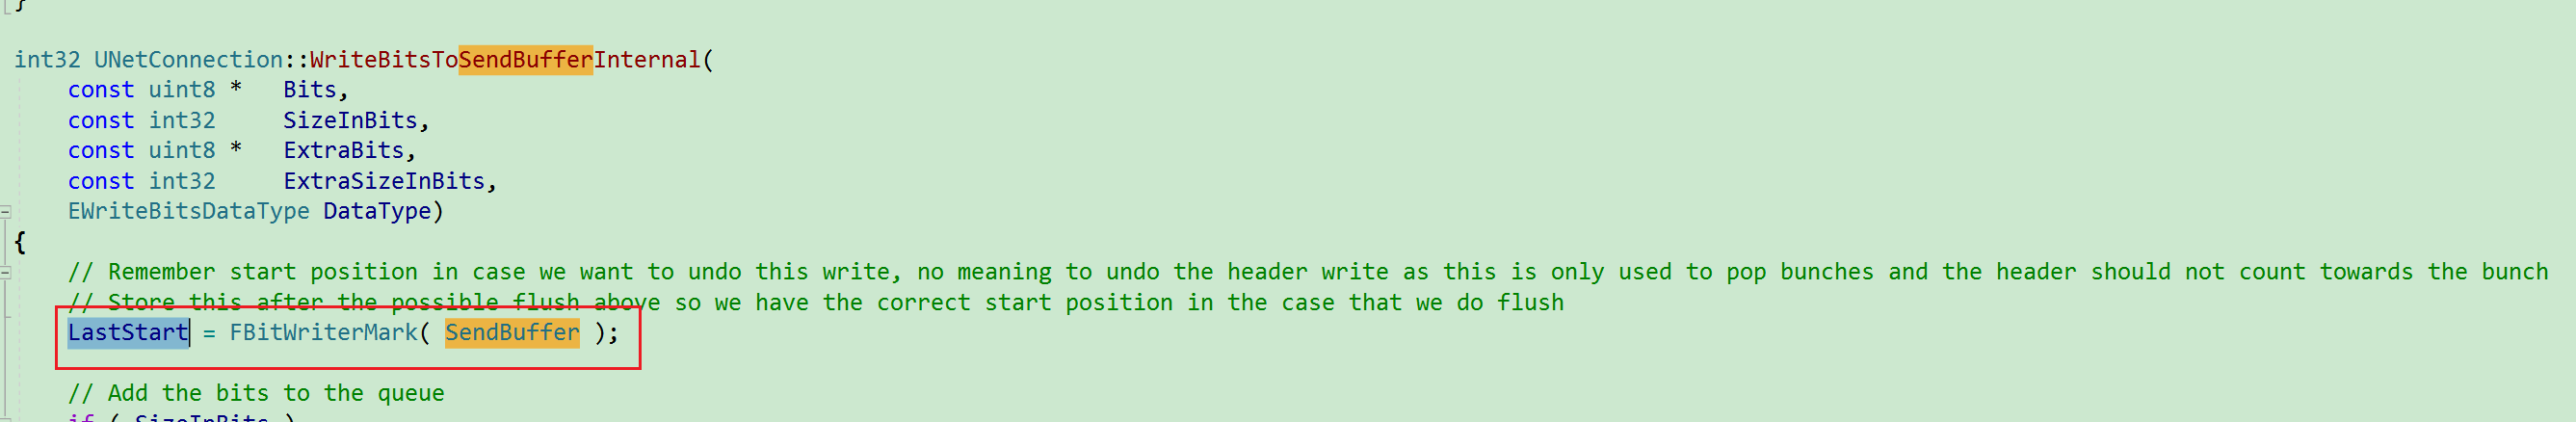 }
int32 UNetConnection::WriteBitsToSendBufferInternal(
const uint8 * Bits,
const int32 SizeInBits,
const uint8 * ExtraBits,
const int32 ExtraSizeInBits,
EWriteBitsDataType DataType)
{
// Remember start position in case we want to undo this write, no meaning to undo the header write as this is only used to pop bunches and the header should not count towards the bunch
// Store this after the possible flush above so we have the correct start position in the case that we do flush
LastStart = FBitWriterMark( SendBuffer );
// Add the bits to the queue
if ( SizeInBits )